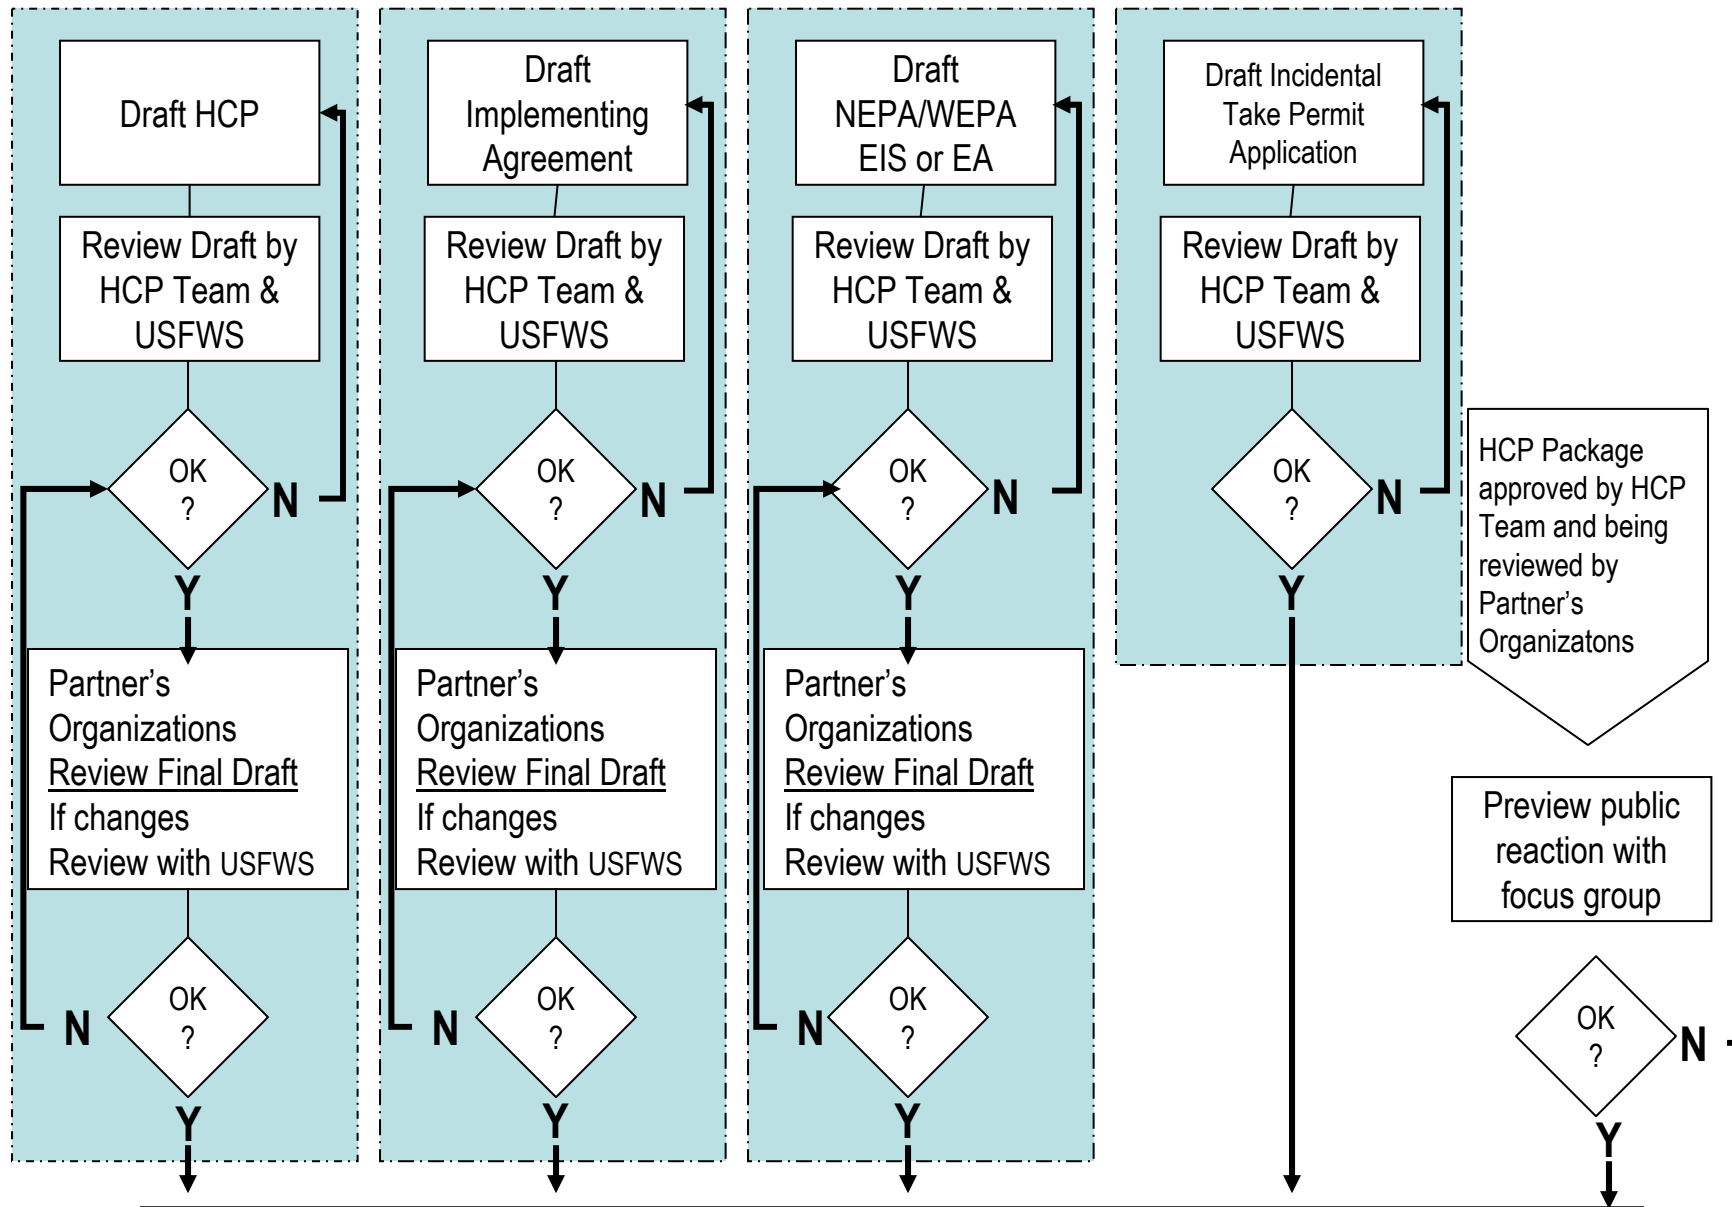 Draft HCP
Review Draft by
HCP Team &
USFWS
OK
?
N
Y
Partner’s
Organizations
Review Final Draft
If changes
Review with USFWS
OK
?
N
Y
Draft
Implementing
Agreement
Review Draft by
HCP Team &
USFWS
OK
?
N
Y
Partner’s
Organizations
Review Final Draft
If changes
Review with USFWS
OK
?
N
Y
Draft
NEPA/WEPA
EIS or EA
Review Draft by
HCP Team &
USFWS
OK
?
N
Y
Partner’s
Organizations
Review Final Draft
If changes
Review with USFWS
OK
?
N
Y
Draft Incidental
Take Permit
Application
Review Draft by
HCP Team &
USFWS
OK
?
N
Y
HCP Package
approved by HCP
Team and being
reviewed by
Partner’s
Organizatons
Preview public
reaction with
focus group
OK
?
N
Y